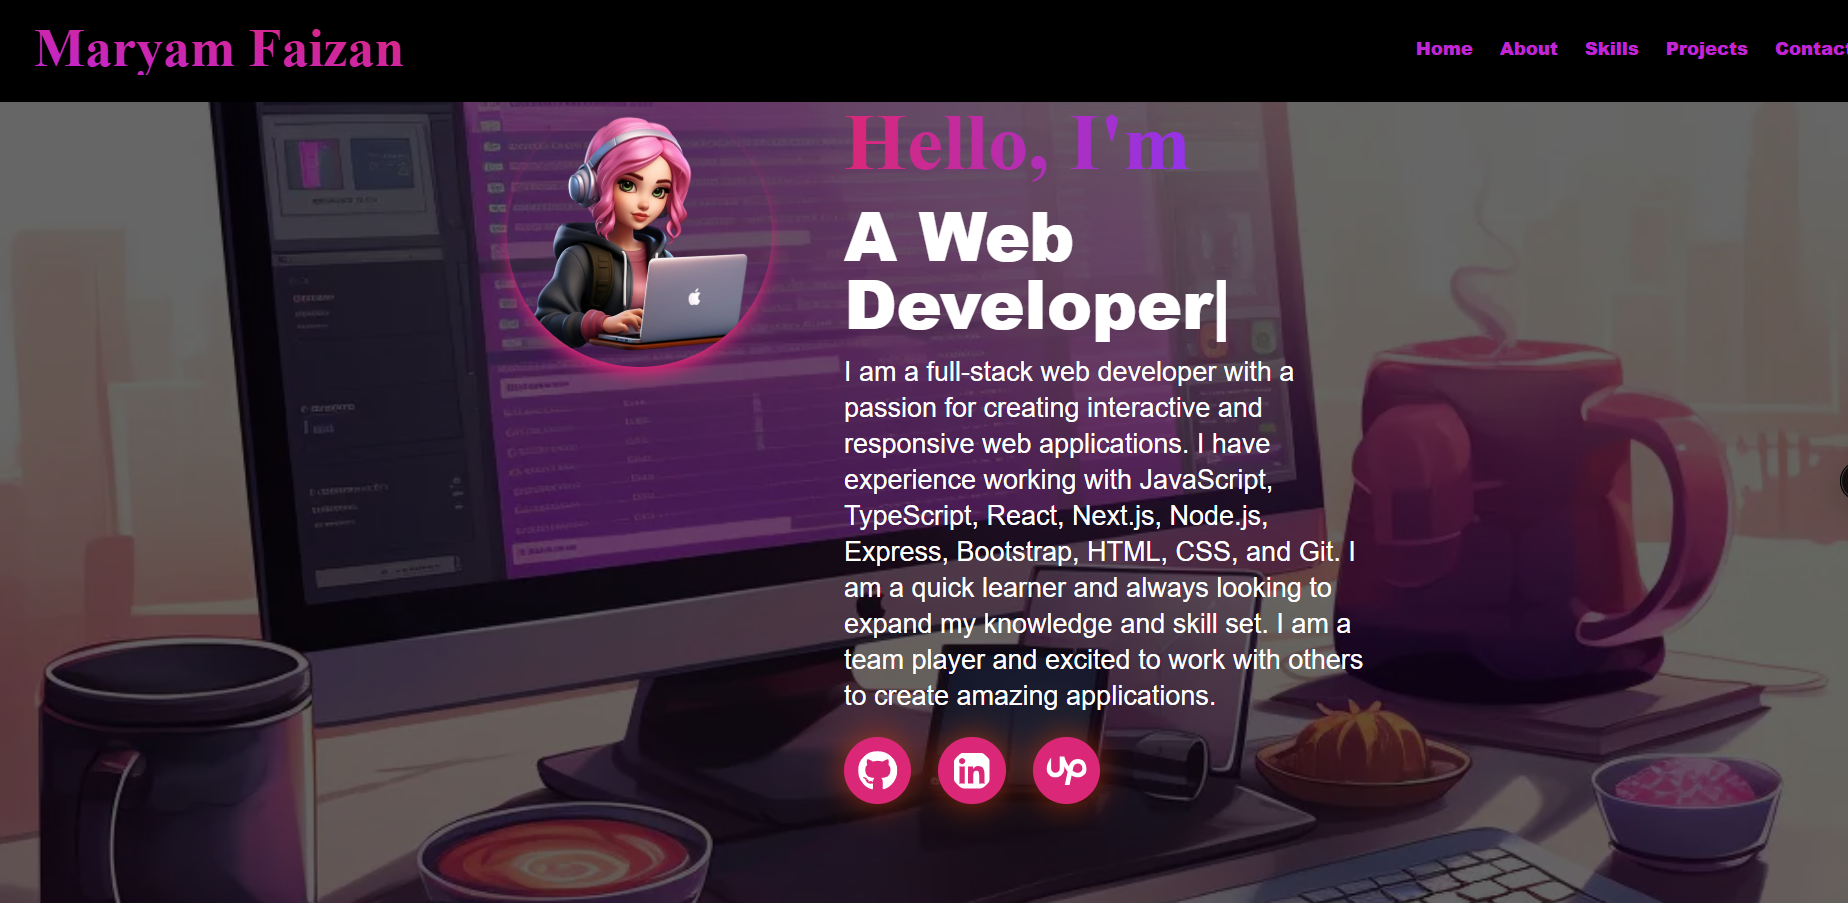 Maryam Faizan
Home About Skills Projects Contact
Hello, I'm
A Web
Developer|
I am a full-stack web developer with a
passion for creating interactive and
responsive web applications. I have
experience working with JavaScript,
TypeScript, React, Next.js, Node.js,
Express, Bootstrap, HTML, CSS, and Git. I
am a quick learner and always looking to
expand my knowledge and skill set. I am a
team player and excited to work with others
to create amazing applications.
in
up